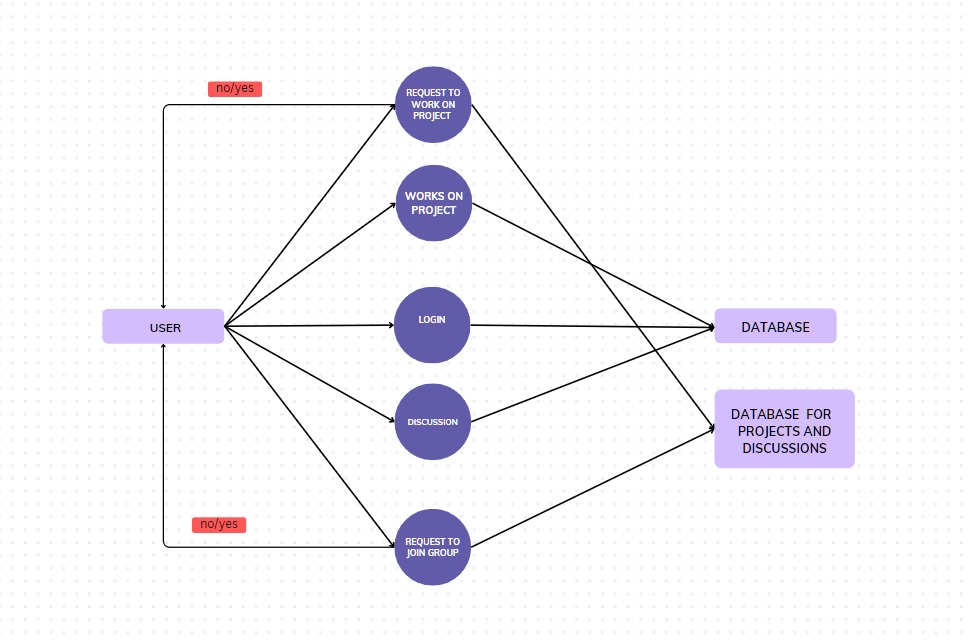 no/yes
REQUEST TO
WORK ON
PROJECT
WORKS ON
PROJECT
LOGIN
USER
DATABASE
DISCUSSION
DATABASE FOR
PROJECTS AND
DISCUSSIONS
no/yes
REQUEST TO
JOIN GROUP